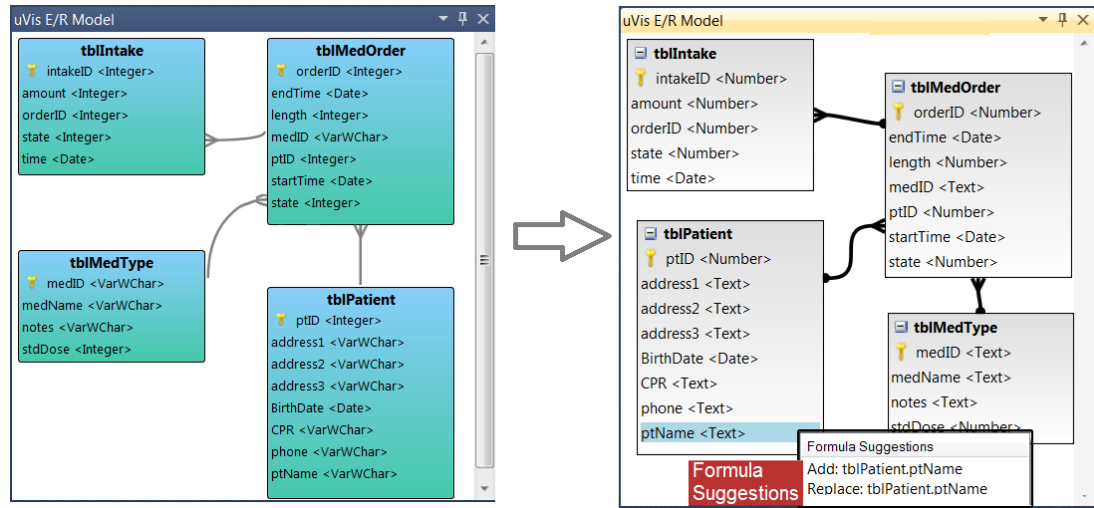 uVis E/R Model
tblIntake
intakeID <Integer>
amount <Integer>
orderID <Integer>
state <Integer>
time <Date>
tblMedOrder
orderID <Integer>
endTime <Date>
length <Integer>
medID <VarWChar>
ptID <Integer>
startTime <Date>
state <Integer>
tblMedType
medID <VarWChar>
medName <VarWChar>
notes <VarWChar>
stdDose <Integer>
tblPatient
ptID <Integer>
address1 <VarWChar>
address2 <VarWChar>
address3 <VarWChar>
BirthDate <Date>
CPR <VarWChar>
phone <VarWChar>
ptName <VarWChar>
uVis E/R Model
tblIntake
intakeID <Number>
amount <Number>
orderID <Number>
state <Number>
time <Date>
tblMedOrder
orderID <Number>
endTime <Date>
length <Number>
medID <Text>
ptID <Number>
startTime <Date>
state <Number>
tblPatient
ptID <Number>
address1 <Text>
address2 <Text>
address3 <Text>
BirthDate <Date>
CPR <Text>
phone <Text>
ptName <Text>
tblMedType
medID <Text>
medName <Text>
notes <Text>
stdDose <Number>
Formula
Suggestions
Formula Suggestions
Add: tblPatient.ptName
Replace: tblPatient.ptName